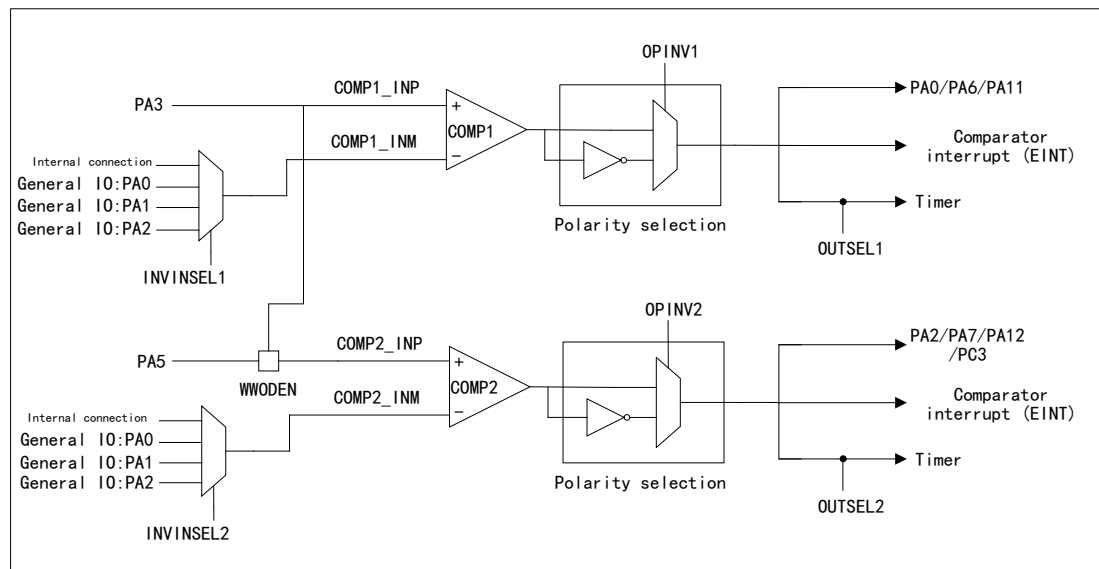 OPINV1
PA3
COMP1_INP
COMP1_INM
+
COMP1
−
PA0/PA6/PA11
Comparator
interrupt (EINT)
Timer
Internal connection
General IO:PA0
General IO:PA1
General IO:PA2
Polarity selection
OUTSEL1
INVINSEL1
OPINV2
PA5
COMP2_INP
WWODEN
COMP2_INM
+
COMP2
−
PA2/PA7/PA12
/PC3
Comparator
interrupt (EINT)
Timer
Internal connection
General IO:PA0
General IO:PA1
General IO:PA2
Polarity selection
OUTSEL2
INVINSEL2